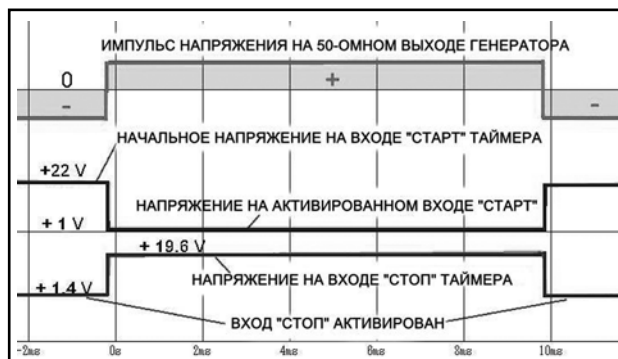 ИМПУЛЬС НАПРЯЖЕНИЯ НА 50-ОМНОМ ВЫХОДЕ ГЕНЕРАТОРА
0
+
- -
НАЧАЛЬНОЕ НАПРЯЖЕНИЕ НА ВХОДЕ "СТАРТ" ТАЙМЕРА
+22 V
НАПРЯЖЕНИЕ НА АКТИВИРОВАННОМ ВХОДЕ "СТАРТ"
+ 1 V
+ 19.6 V
НАПРЯЖЕНИЕ НА ВХОДЕ "СТОП" ТАЙМЕРА
+ 1.4 V
ВХОД "СТОП" АКТИВИРОВАН
-2ms 0s 2ms 4ms 6ms 8ms 10ms